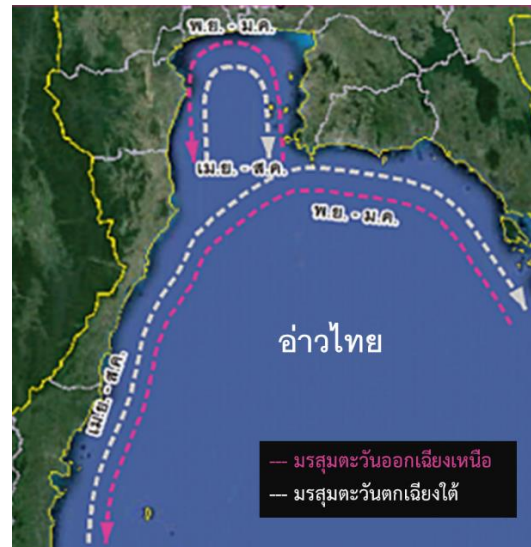 พ.ย. - ม.ค.
เม.ย. - ส.ค.
พ.ย. - ม.ค.
อ่าวไทย
เม.ย. - ส.ค.
--- มรสุมตะวันออกเฉียงเหนือ
--- มรสุมตะวันตกเฉียงใต้